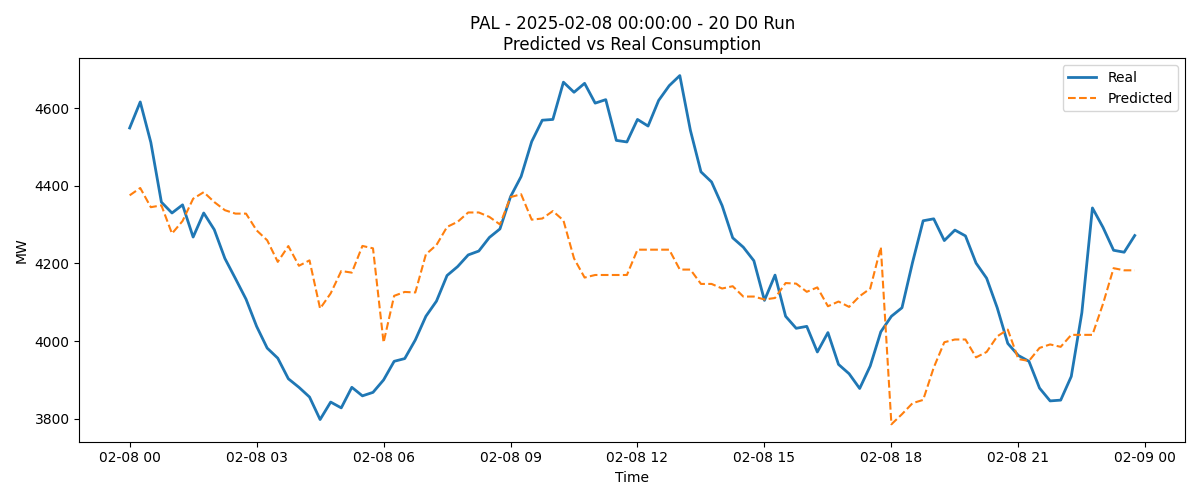 PAL - 2025-02-08 00:00:00 - 20 D0 Run
Predicted vs Real Consumption
Real
Predicted
MW
4600
4400
4200
4000
3800
02-08 00
02-08 03
02-08 06
02-08 09
02-08 12
02-08 15
02-08 18
02-08 21
02-09 00
Time